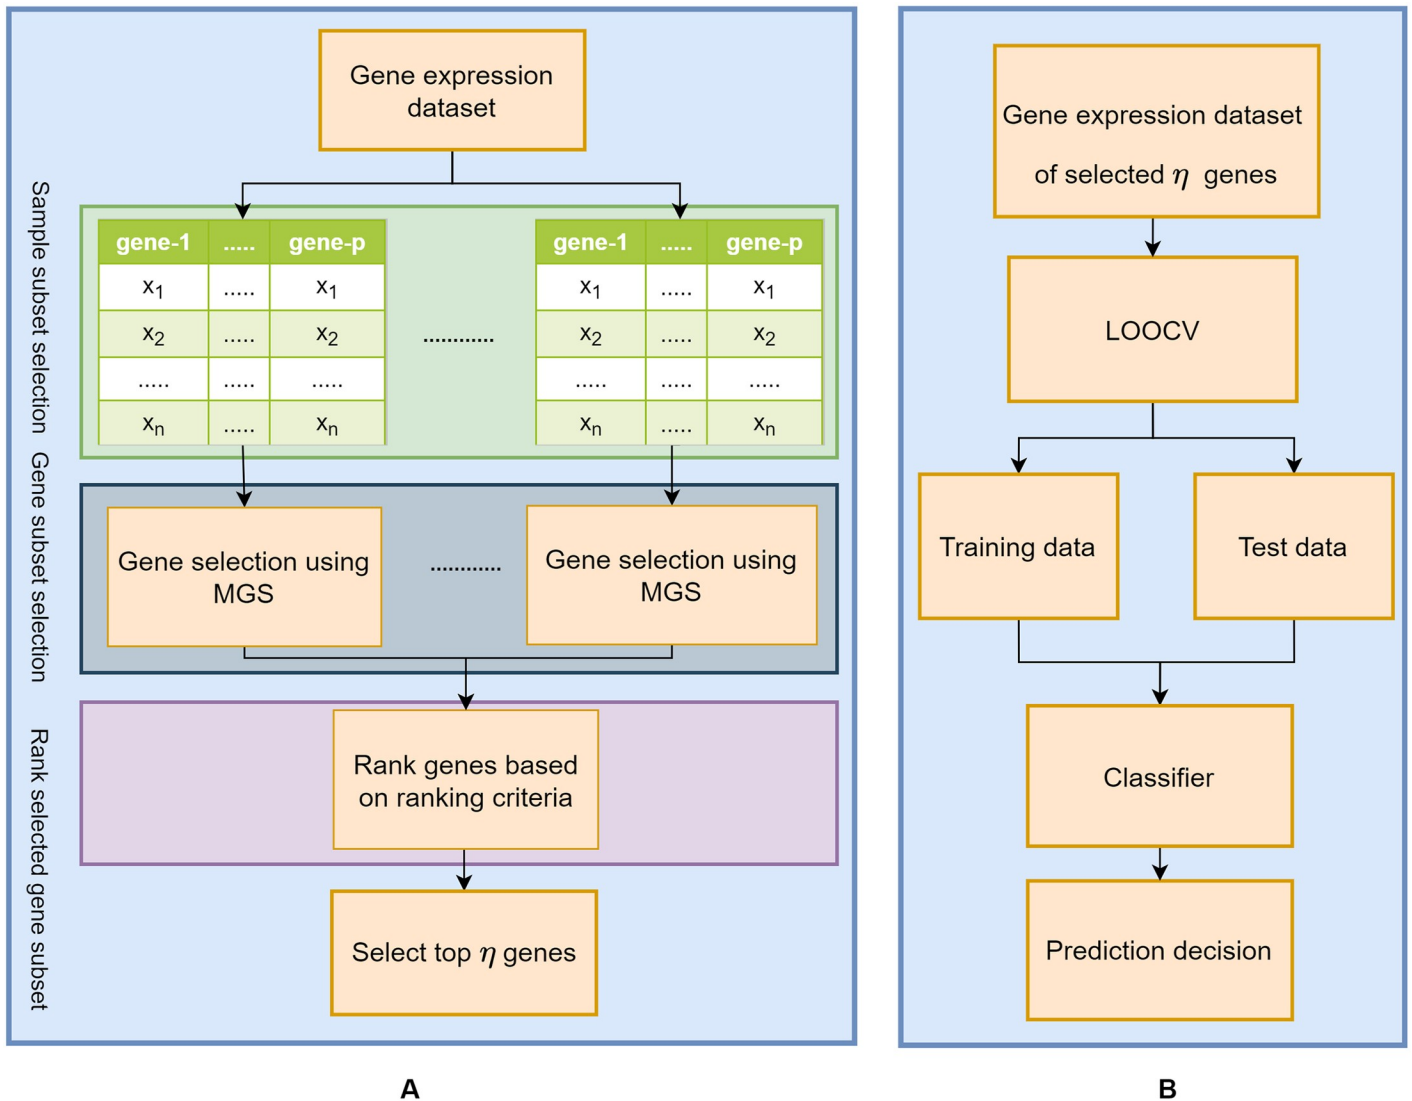 Gene expression
dataset
Sample subset selection
gene-1 ..... gene-p
x1 ..... x1
x2 ..... x2
..... ..... .....
xn ..... xn
............
gene-1 ..... gene-p
x1 ..... x1
x2 ..... x2
..... ..... .....
xn ..... xn
Gene subset selection
Gene selection using
MGS
............
Gene selection using
MGS
Rank selected gene subset
Rank genes based
on ranking criteria
Select top η genes
A
Gene expression dataset
of selected η genes
LOOCV
Training data
Test data
Classifier
Prediction decision
B